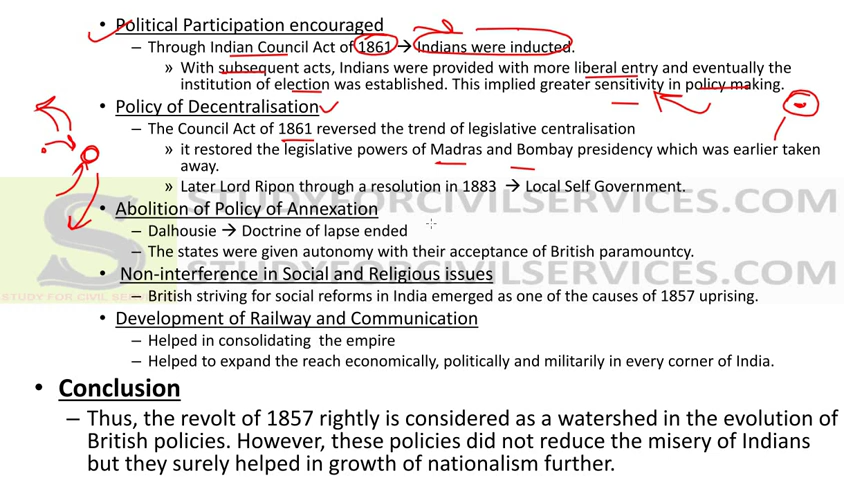 • Political Participation encouraged
– Through Indian Council Act of 1861 → Indians were inducted.
» With subsequent acts, Indians were provided with more liberal entry and eventually the
institution of election was established. This implied greater sensitivity in policy making.
• Policy of Decentralisation
– The Council Act of 1861 reversed the trend of legislative centralisation
» it restored the legislative powers of Madras and Bombay presidency which was earlier taken
away.
» Later Lord Ripon through a resolution in 1883 → Local Self Government.
STUDYFORCIVILSERVICES.COM
• Abolition of Policy of Annexation
– Dalhousie → Doctrine of lapse ended
– The states were given autonomy with their acceptance of British paramountcy.
• Non-interference in Social and Religious issues
STUDYFORCIVILSERVICES.COM
STUDY FOR CIVIL SER
– British striving for social reforms in India emerged as one of the causes of 1857 uprising.
• Development of Railway and Communication
– Helped in consolidating the empire
– Helped to expand the reach economically, politically and militarily in every corner of India.
• Conclusion
– Thus, the revolt of 1857 rightly is considered as a watershed in the evolution of
British policies. However, these policies did not reduce the misery of Indians
but they surely helped in growth of nationalism further.